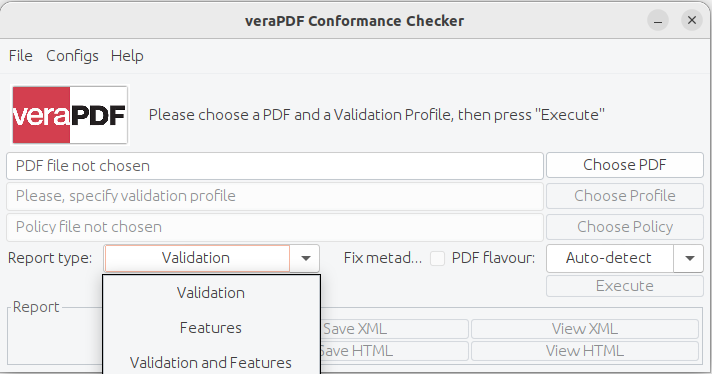 veraPDF Conformance Checker
File Configs Help
veraPDF Please choose a PDF and a Validation Profile, then press "Execute"
PDF file not chosen Choose PDF
Please, specify validation profile Choose Profile
Policy file not chosen Choose Policy
Report type: Validation Fix metad... PDF flavour: Auto-detect
Validation Execute
Report
Features Save XML View XML
Validation and Features Save HTML View HTML